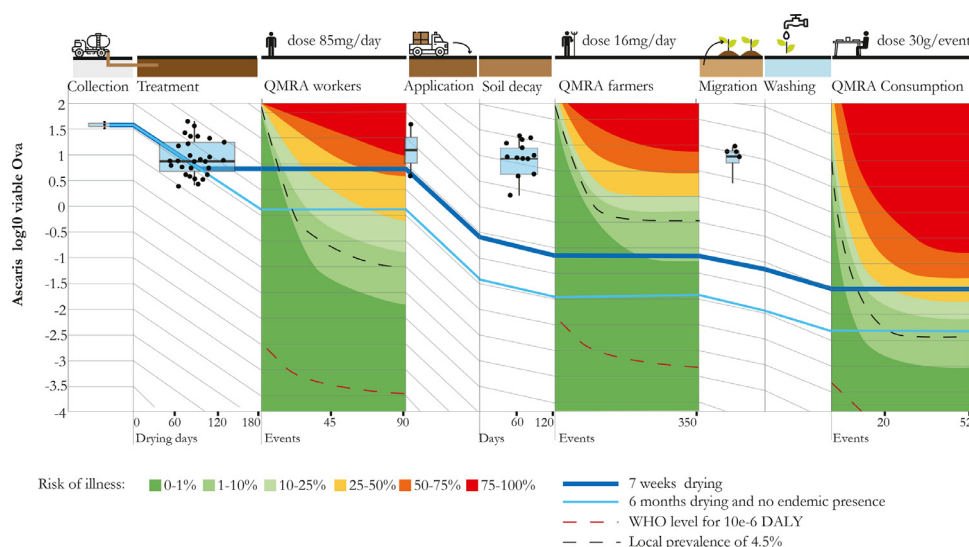 dose 85mg/day
dose 16mg/day
dose 30g/event
Collection Treatment QMRA workers Application Soil decay QMRA farmers Migration Washing QMRA Consumption
Ascaris log10 viable Ova
2
1.5
1
0.5
0
-0.5
-1
-1.5
-2
-2.5
-3
-3.5
-4
0 60 120 180 45 90 60 120 350 20 52
Drying days Events Days Events Events
Risk of illness: 0-1% 1-10% 10-25% 25-50% 50-75% 75-100%
7 weeks drying
6 months drying and no endemic presence
WHO level for 10e-6 DALY
Local prevalence of 4.5%